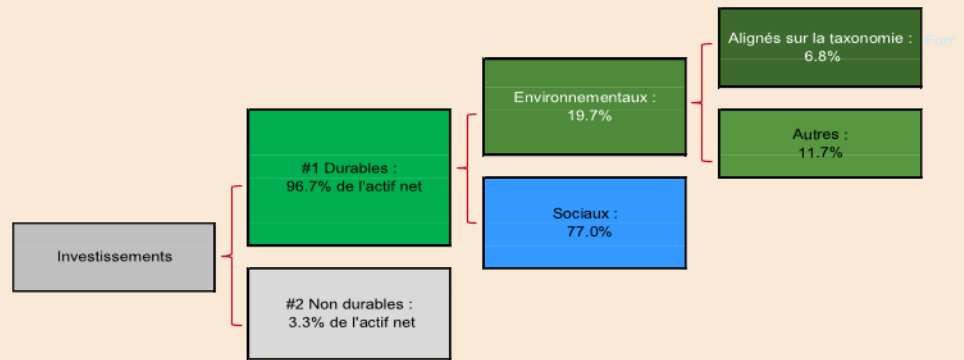 Investissements
#1 Durables :
96.7% de l'actif net
#2 Non durables :
3.3% de l'actif net
Environnementaux :
19.7%
Sociaux :
77.0%
Alignés sur la taxonomie :
6.8%
Autres :
11.7%
Forr